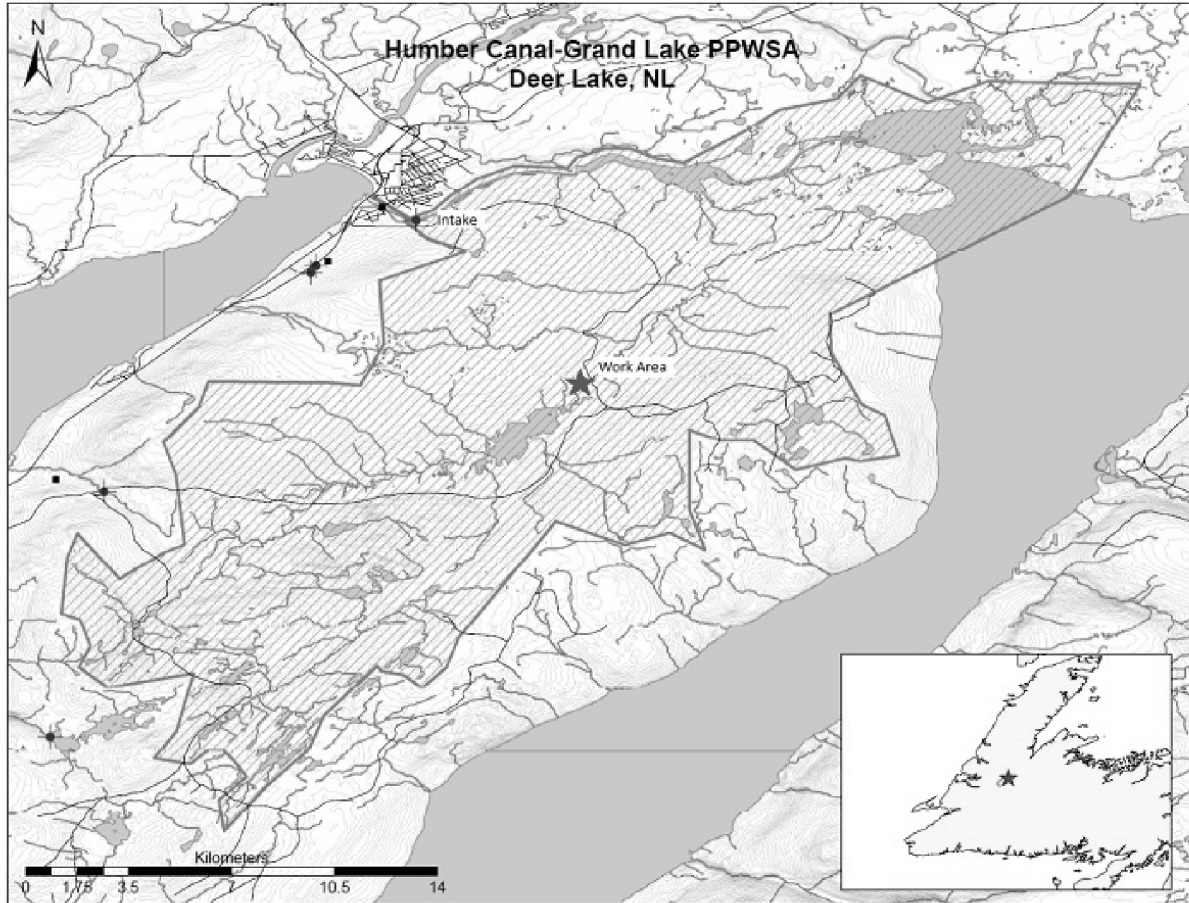 N
Humber Canal-Grand Lake PPWSA
Deer Lake, NL
Intake
Work Area
Kilometers
0 1.75 3.5 7 10.5 14